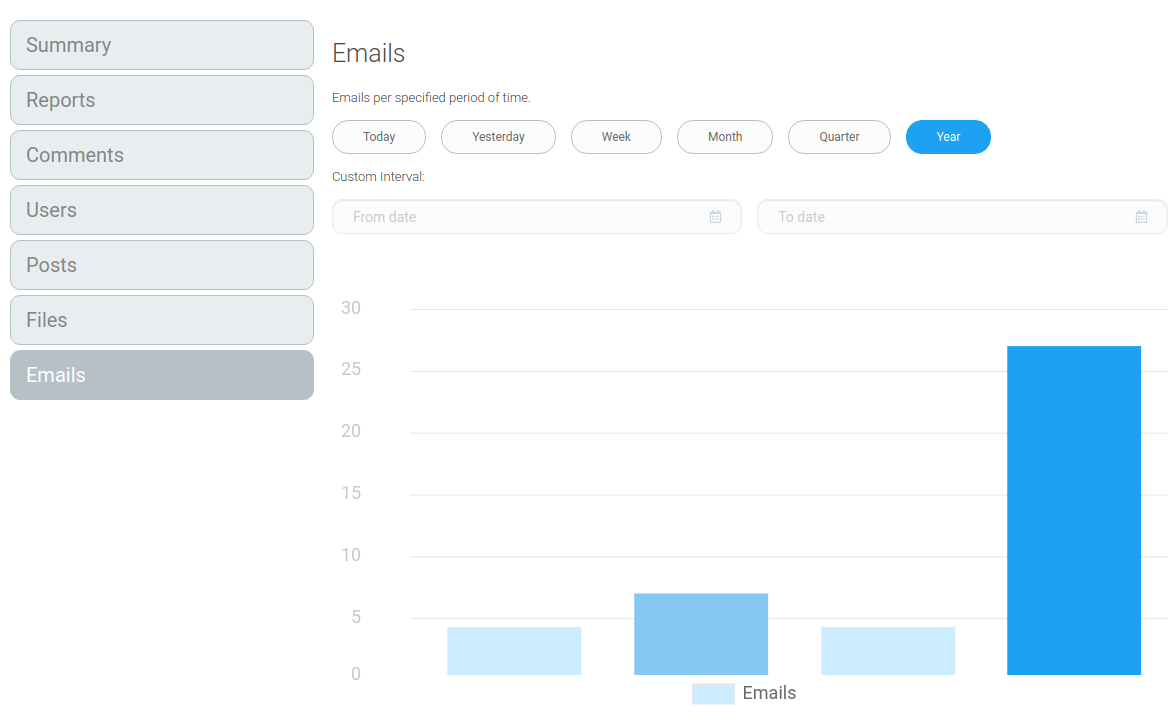 Summary
Reports
Comments
Users
Posts
Files
Emails
Emails
Emails per specified period of time.
Today Yesterday Week Month Quarter Year
Custom Interval:
From date To date
30
25
20
15
10
5
0
Emails